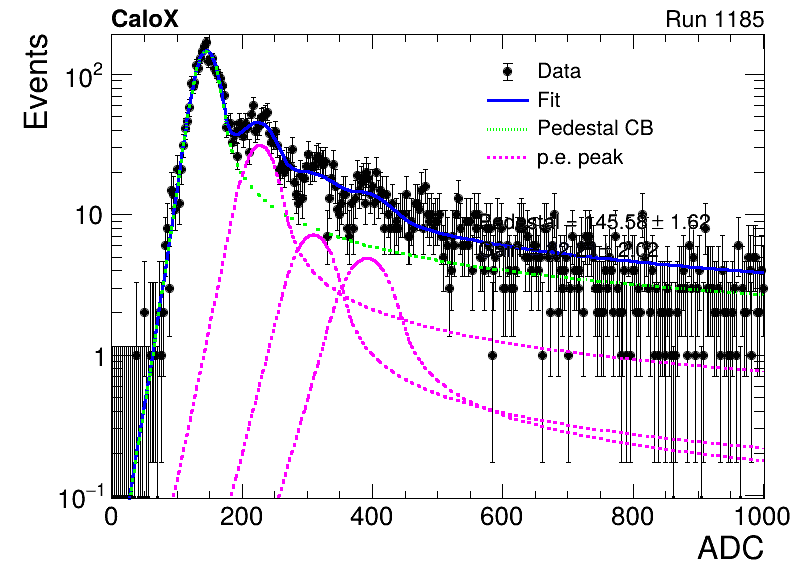 CaloX Run 1185
Events
Data
Fit
Pedestal CB
p.e. peak
Pedestal = 145.58 ± 1.62
10²
10
1
10⁻¹
0 200 400 600 800 1000
ADC